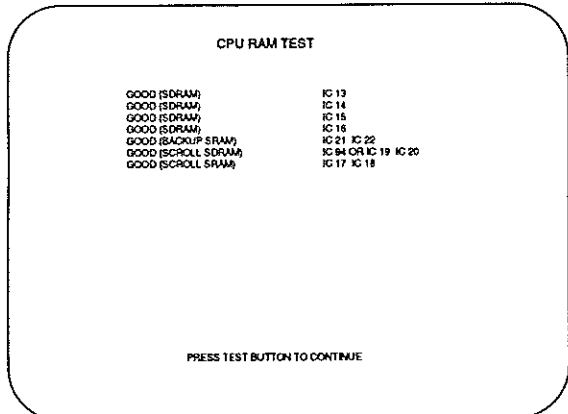 CPU RAM TEST
GOOD (SDRAM) IC 13
GOOD (SDRAM) IC 14
GOOD (SDRAM) IC 15
GOOD (SDRAM) IC 16
GOOD (BACKUP SRAM) IC 21 IC 22
GOOD (SCROLL SDRAM) IC 94 OR IC 19 IC 20
GOOD (SCROLL SRAM) IC 17 IC 18
PRESS TEST BUTTON TO CONTINUE